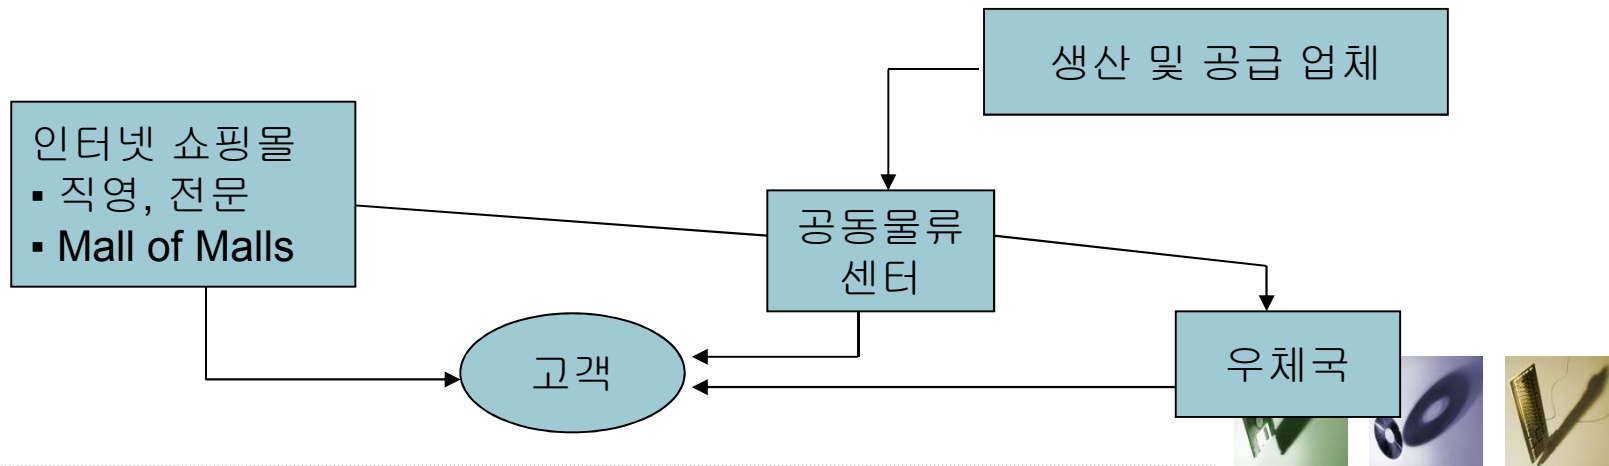 생산 및 공급 업체
인터넷 쇼핑몰
▪ 직영, 전문
▪ Mall of Malls
공동물류
센터
고객
우체국